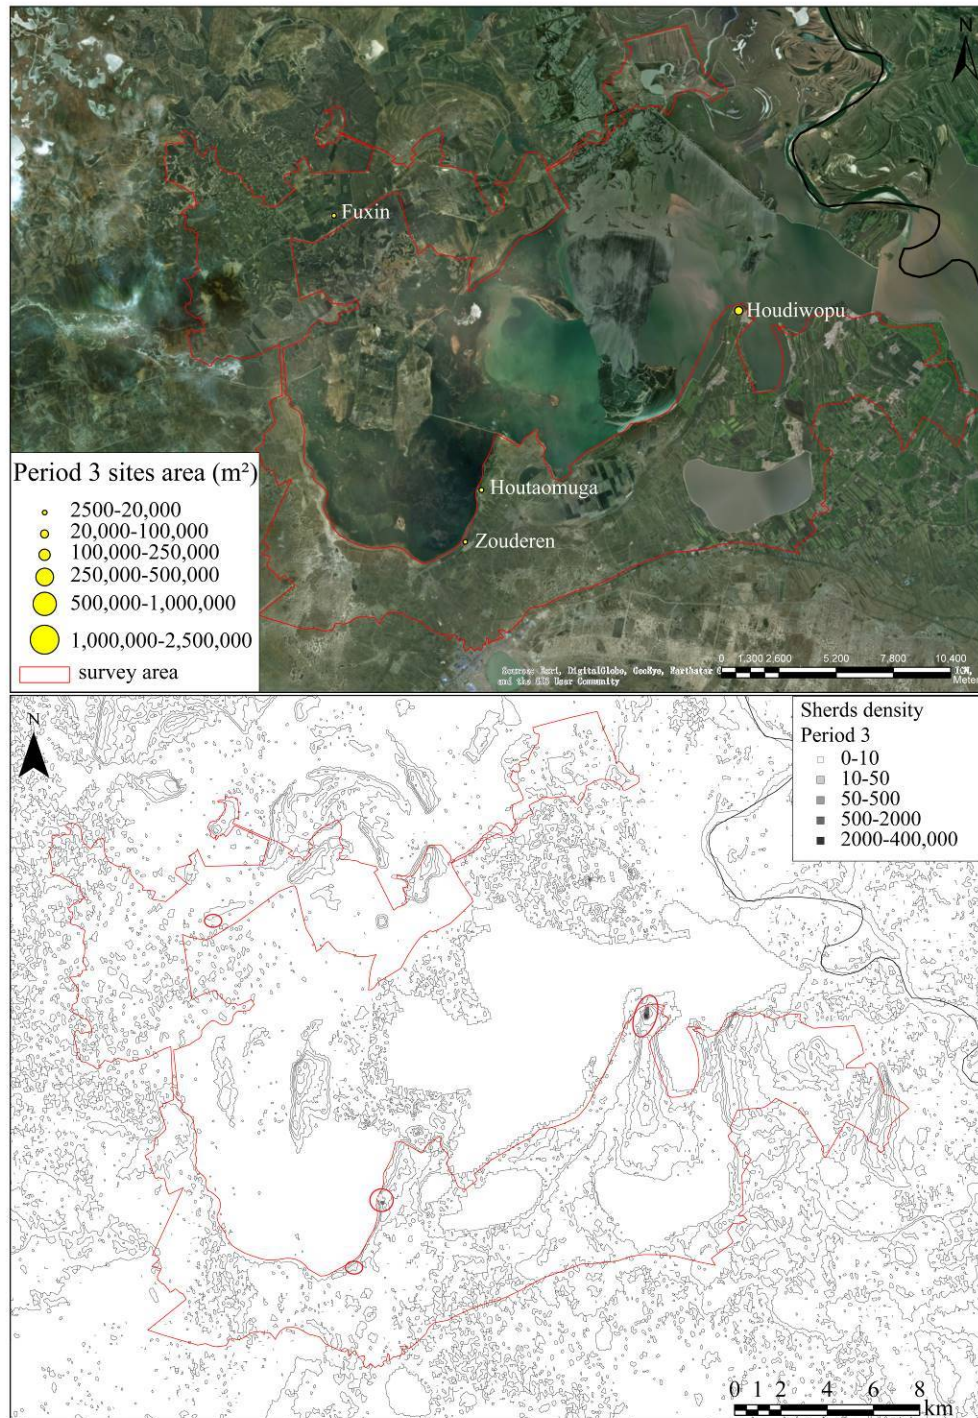 N
Fuxin
Houdiwopu
Houtaomuga
Zouderen
Period 3 sites area (m²)
2500-20,000
20,000-100,000
100,000-250,000
250,000-500,000
500,000-1,000,000
1,000,000-2,500,000
survey area
0 1,300 2,600 5,200 7,800 10,400
Meters
Sources: Esri, DigitalGlobe, GeoEye, Earthstar
and the GIS User Community
N
Sherds density
Period 3
0-10
10-50
50-500
500-2000
2000-400,000
0 1 2 4 6 8
km